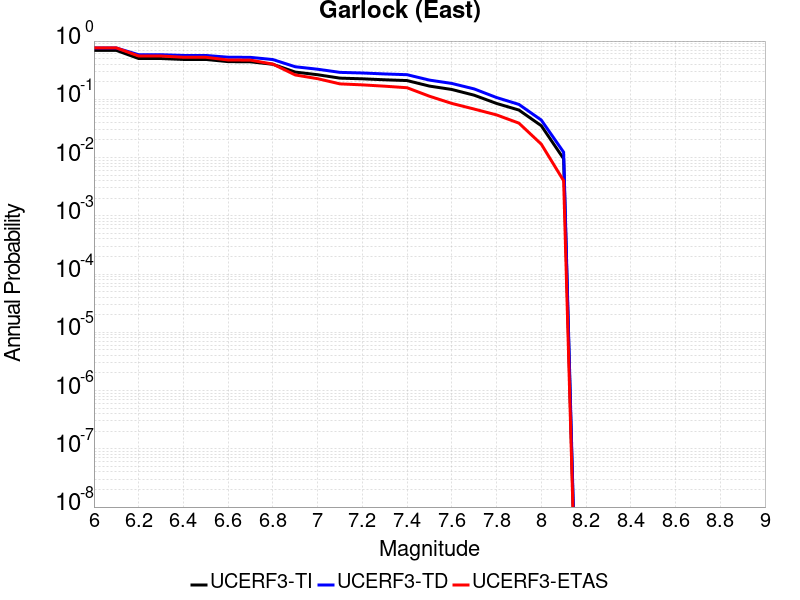 Garlock (East)
10^0
10^-1
10^-2
10^-3
10^-4
10^-5
10^-6
10^-7
10^-8
Annual Probability
6 6.2 6.4 6.6 6.8 7 7.2 7.4 7.6 7.8 8 8.2 8.4 8.6 8.8 9
Magnitude
UCERF3-TI UCERF3-TD UCERF3-ETAS